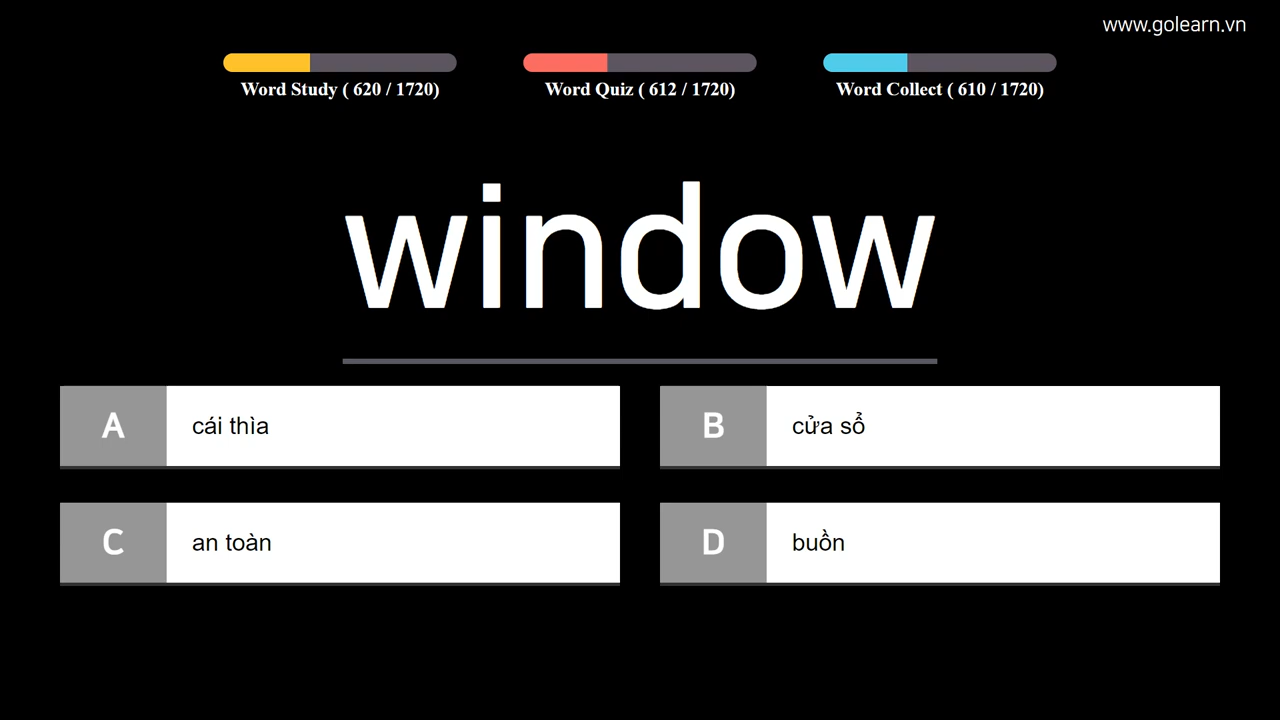 www.golearn.vn
Word Study ( 620 / 1720)
Word Quiz ( 612 / 1720)
Word Collect ( 610 / 1720)
window
A cái thìa
B cửa sổ
C an toàn
D buồn